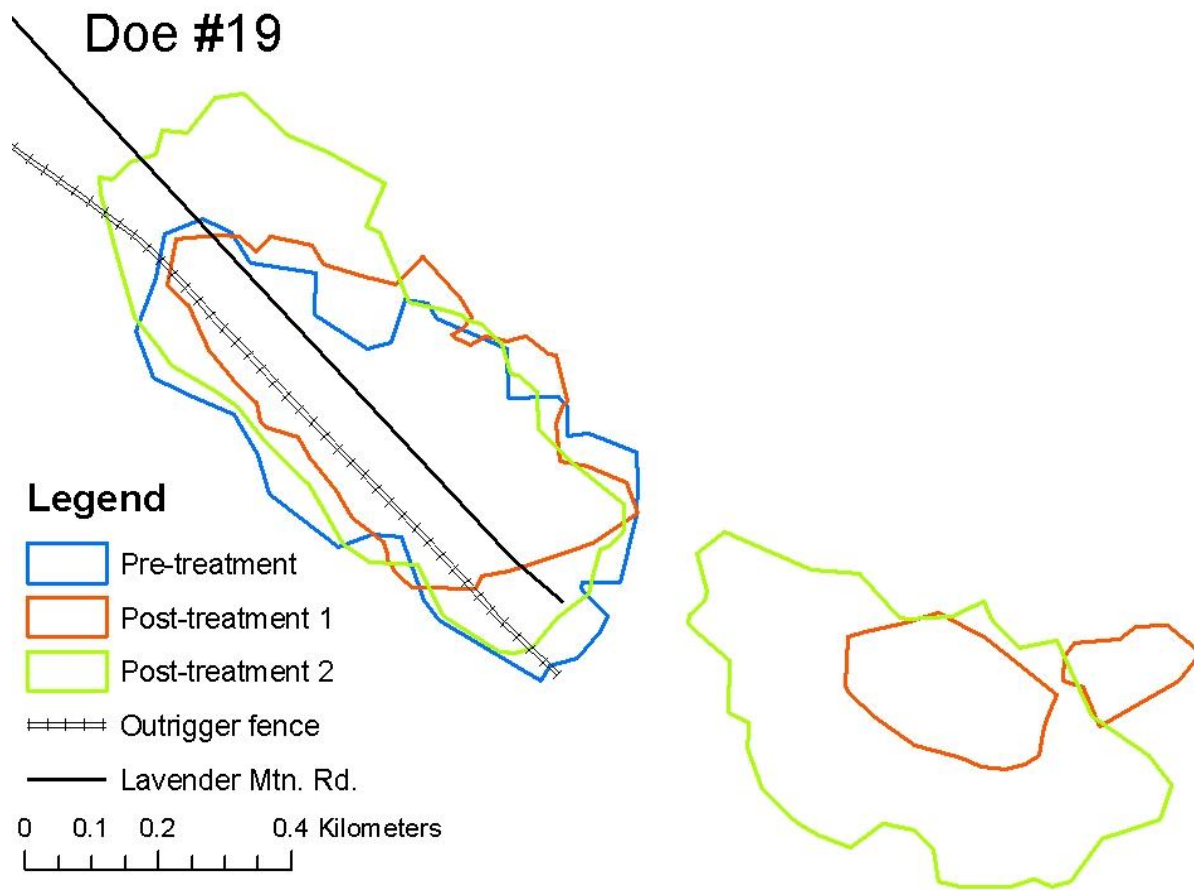 Doe #19
Legend
Pre-treatment
Post-treatment 1
Post-treatment 2
Outrigger fence
Lavender Mtn. Rd.
0 0.1 0.2 0.4 Kilometers